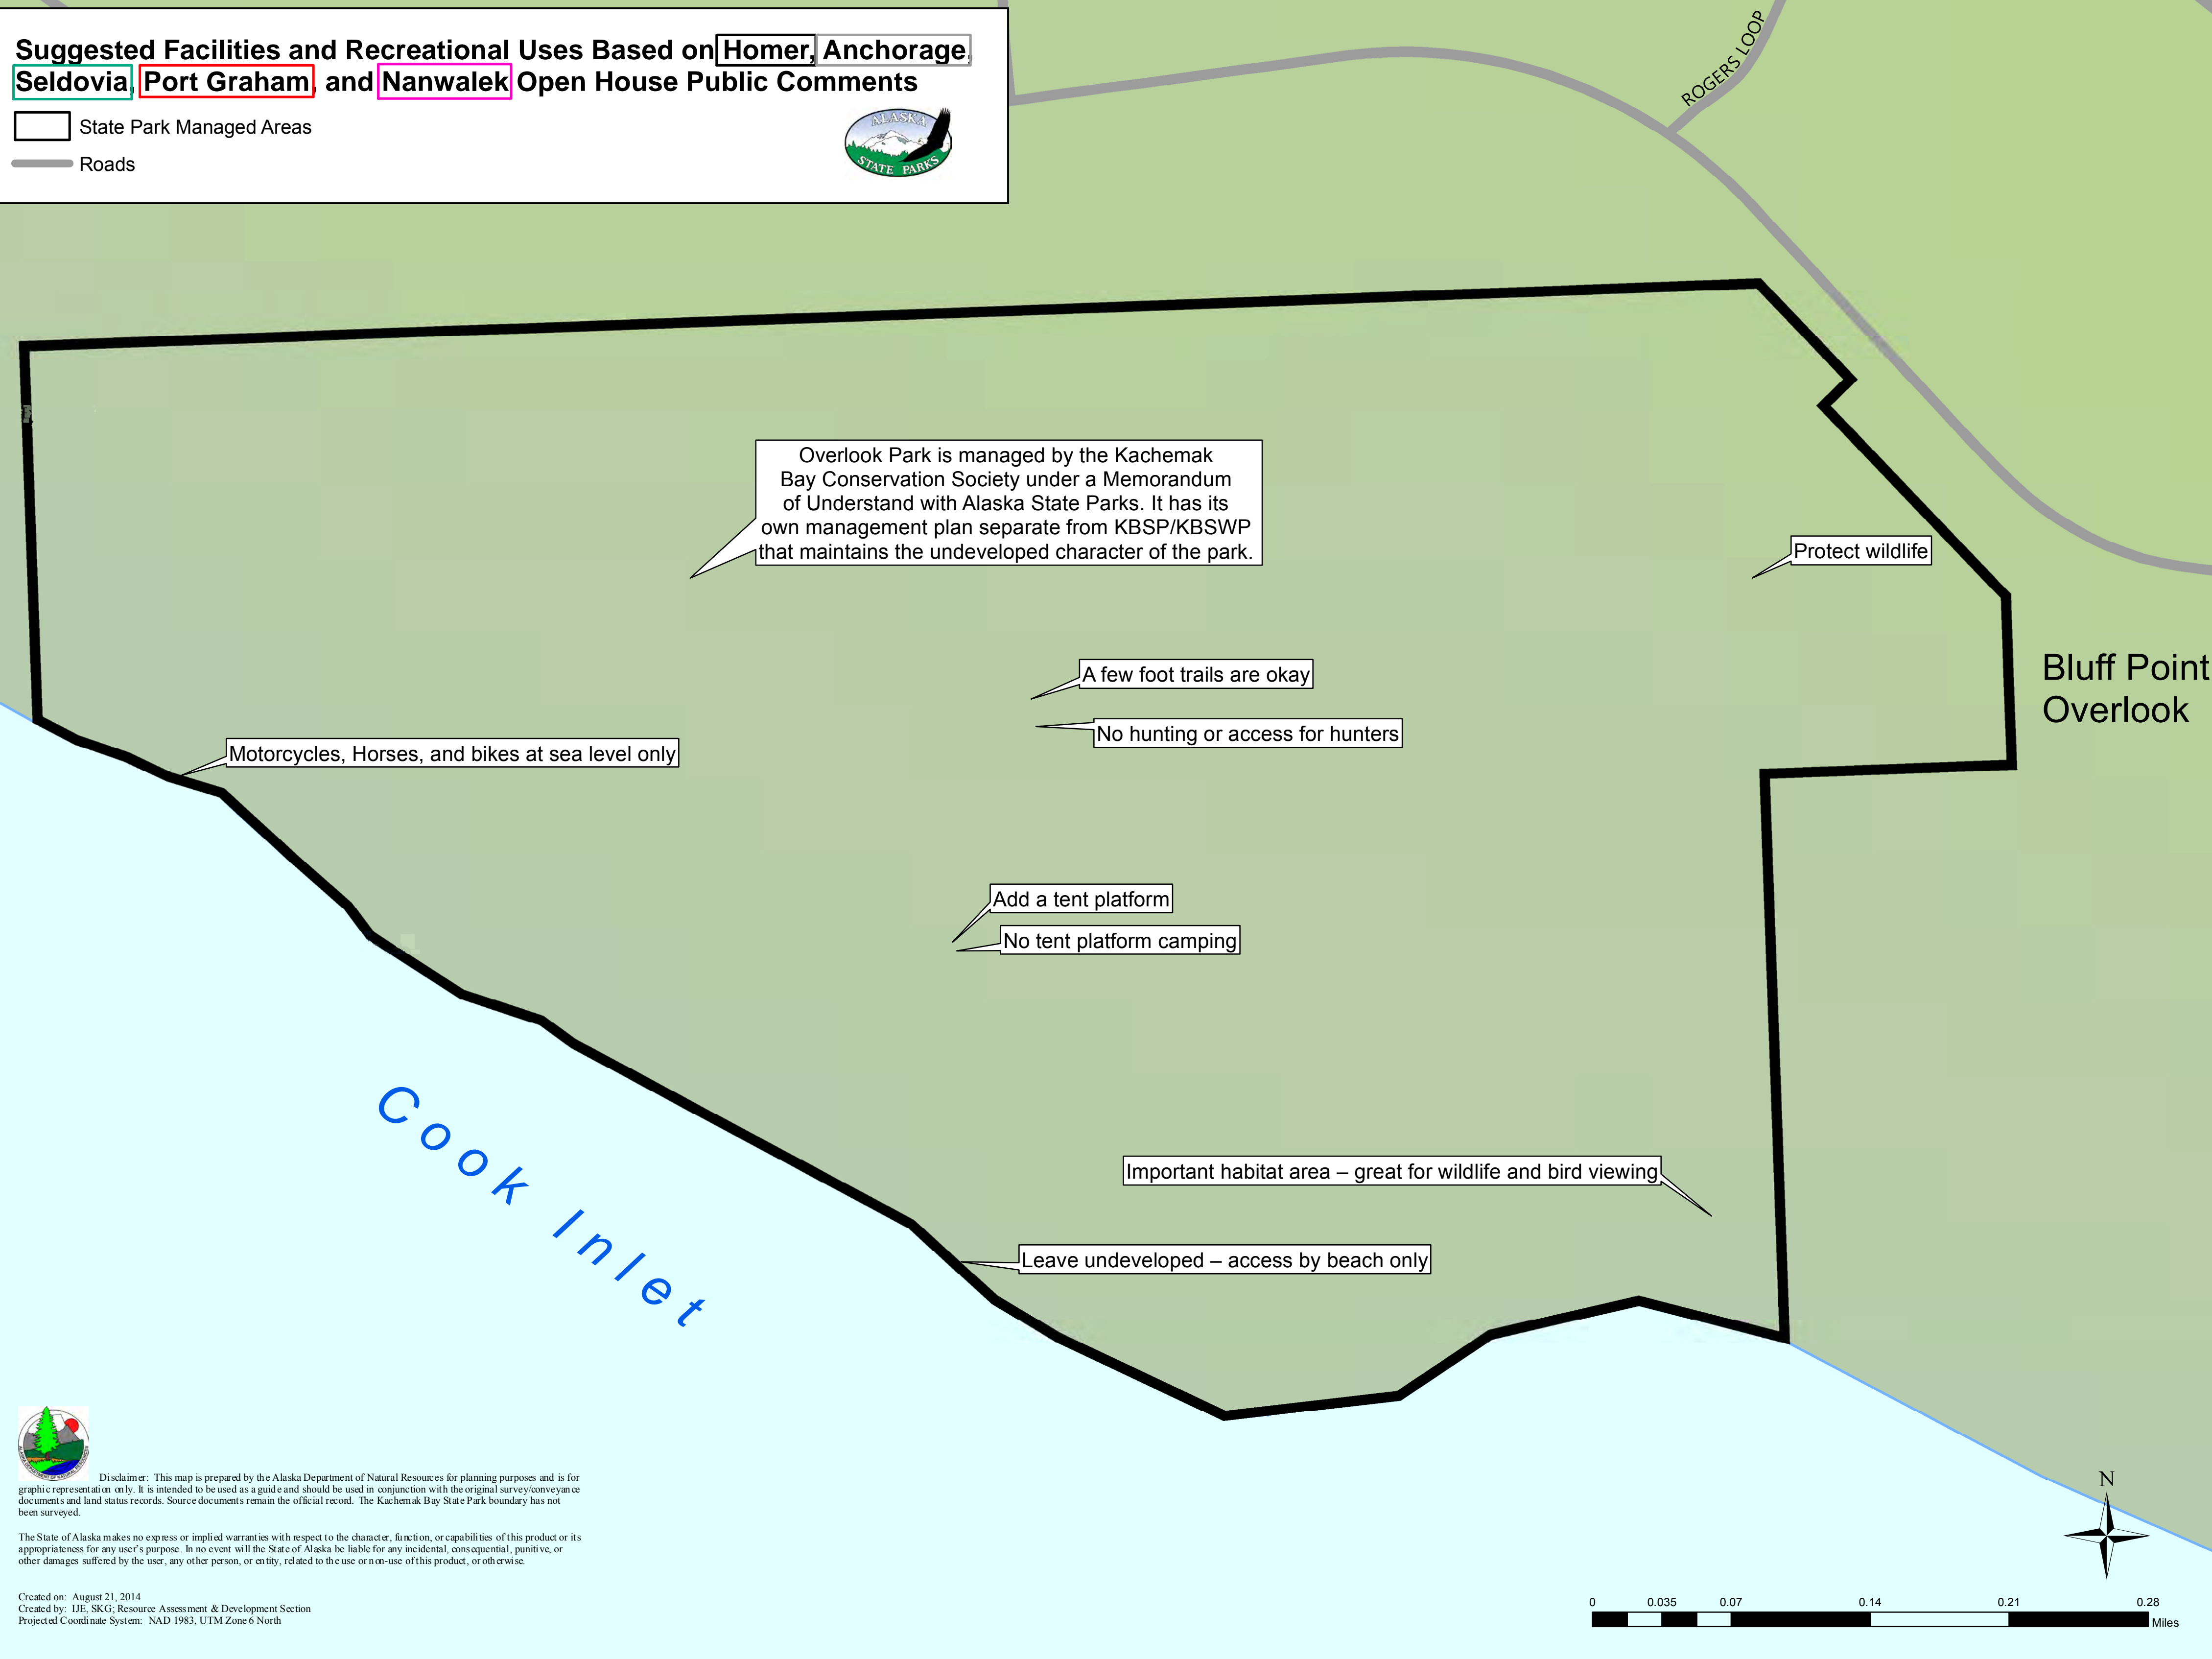 Suggested Facilities and Recreational Uses Based on Homer, Anchorage,
Seldovia, Port Graham, and Nanwalek Open House Public Comments
State Park Managed Areas
Roads
ALASKA
STATE PARKS
ROGERS LOOP
Overlook Park is managed by the Kachemak
Bay Conservation Society under a Memorandum
of Understand with Alaska State Parks. It has its
own management plan separate from KBSP/KBSWP
that maintains the undeveloped character of the park.
Protect wildlife
Bluff Point
Overlook
A few foot trails are okay
No hunting or access for hunters
Motorcycles, Horses, and bikes at sea level only
Add a tent platform
No tent platform camping
Cook Inlet
Important habitat area – great for wildlife and bird viewing
Leave undeveloped – access by beach only
Disclaimer: This map is prepared by the Alaska Department of Natural Resources for planning purposes and is for
graphic representation only. It is intended to be used as a guide and should be used in conjunction with the original survey/conveyance
documents and land status records. Source documents remain the official record. The Kachemak Bay State Park boundary has not
been surveyed.
The State of Alaska makes no express or implied warranties with respect to the character, function, or capabilities of this product or its
appropriateness for any user's purpose. In no event will the State of Alaska be liable for any incidental, consequential, punitive, or
other damages suffered by the user, any other person, or entity, related to the use or non-use of this product, or otherwise.
Created on: August 21, 2014
Created by: IJE, SKG; Resource Assessment & Development Section
Projected Coordinate System: NAD 1983, UTM Zone 6 North
N
0 0.035 0.07 0.14 0.21 0.28
Miles